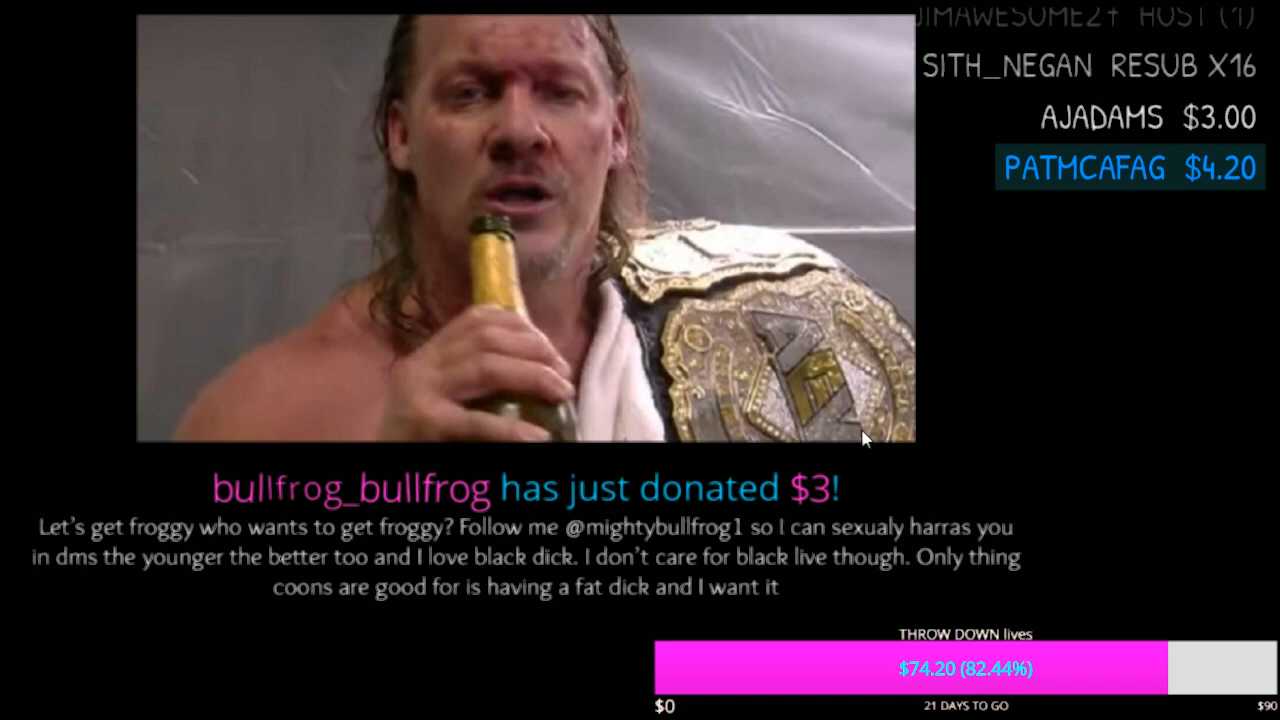 HOST (1)
SITH_NEGAN RESUB X16
AJADAMS $3.00
PATMCAFAG $4.20
AEW
bullfrog_bullfrog has just donated $3!
Let's get froggy who wants to get froggy? Follow me @mightybullfrog1 so I can sexualy harras you
in dms the younger the better too and I love black dick. I don't care for black live though. Only thing
coons are good for is having a fat dick and I want it
THROW DOWN lives
$74.20 (82.44%)
$0 21 DAYS TO GO $90